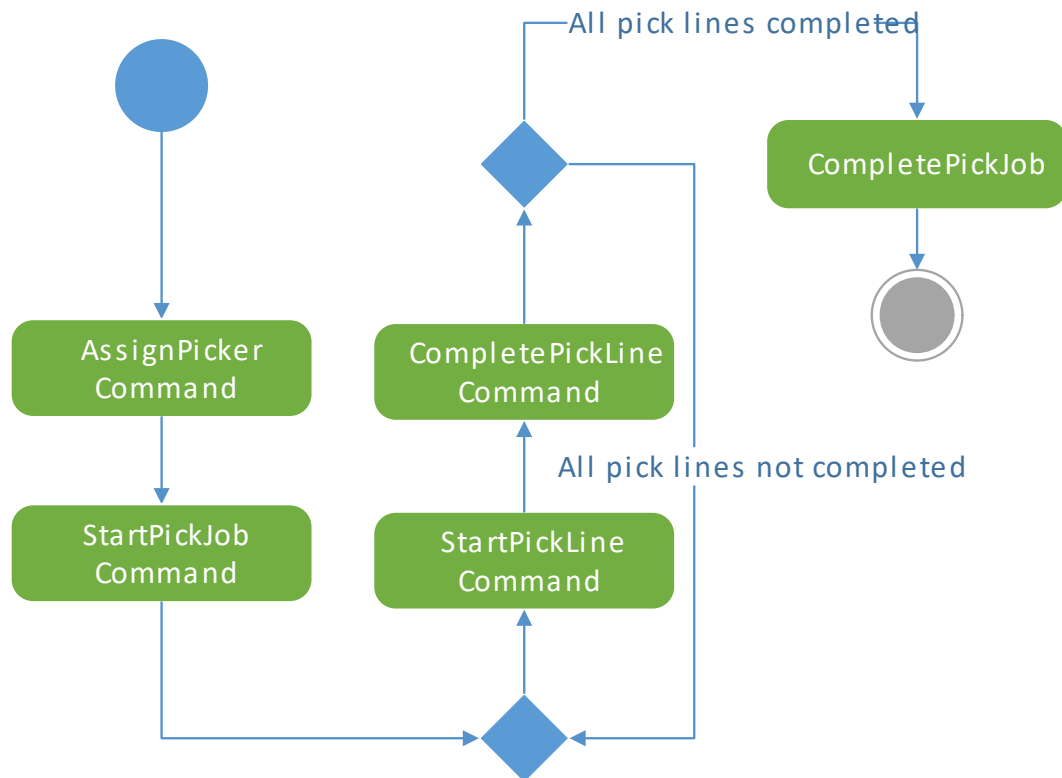 All pick lines completed
CompletePickJob
AssignPicker
Command
CompletePickLine
Command
All pick lines not completed
StartPickJob
Command
StartPickLine
Command